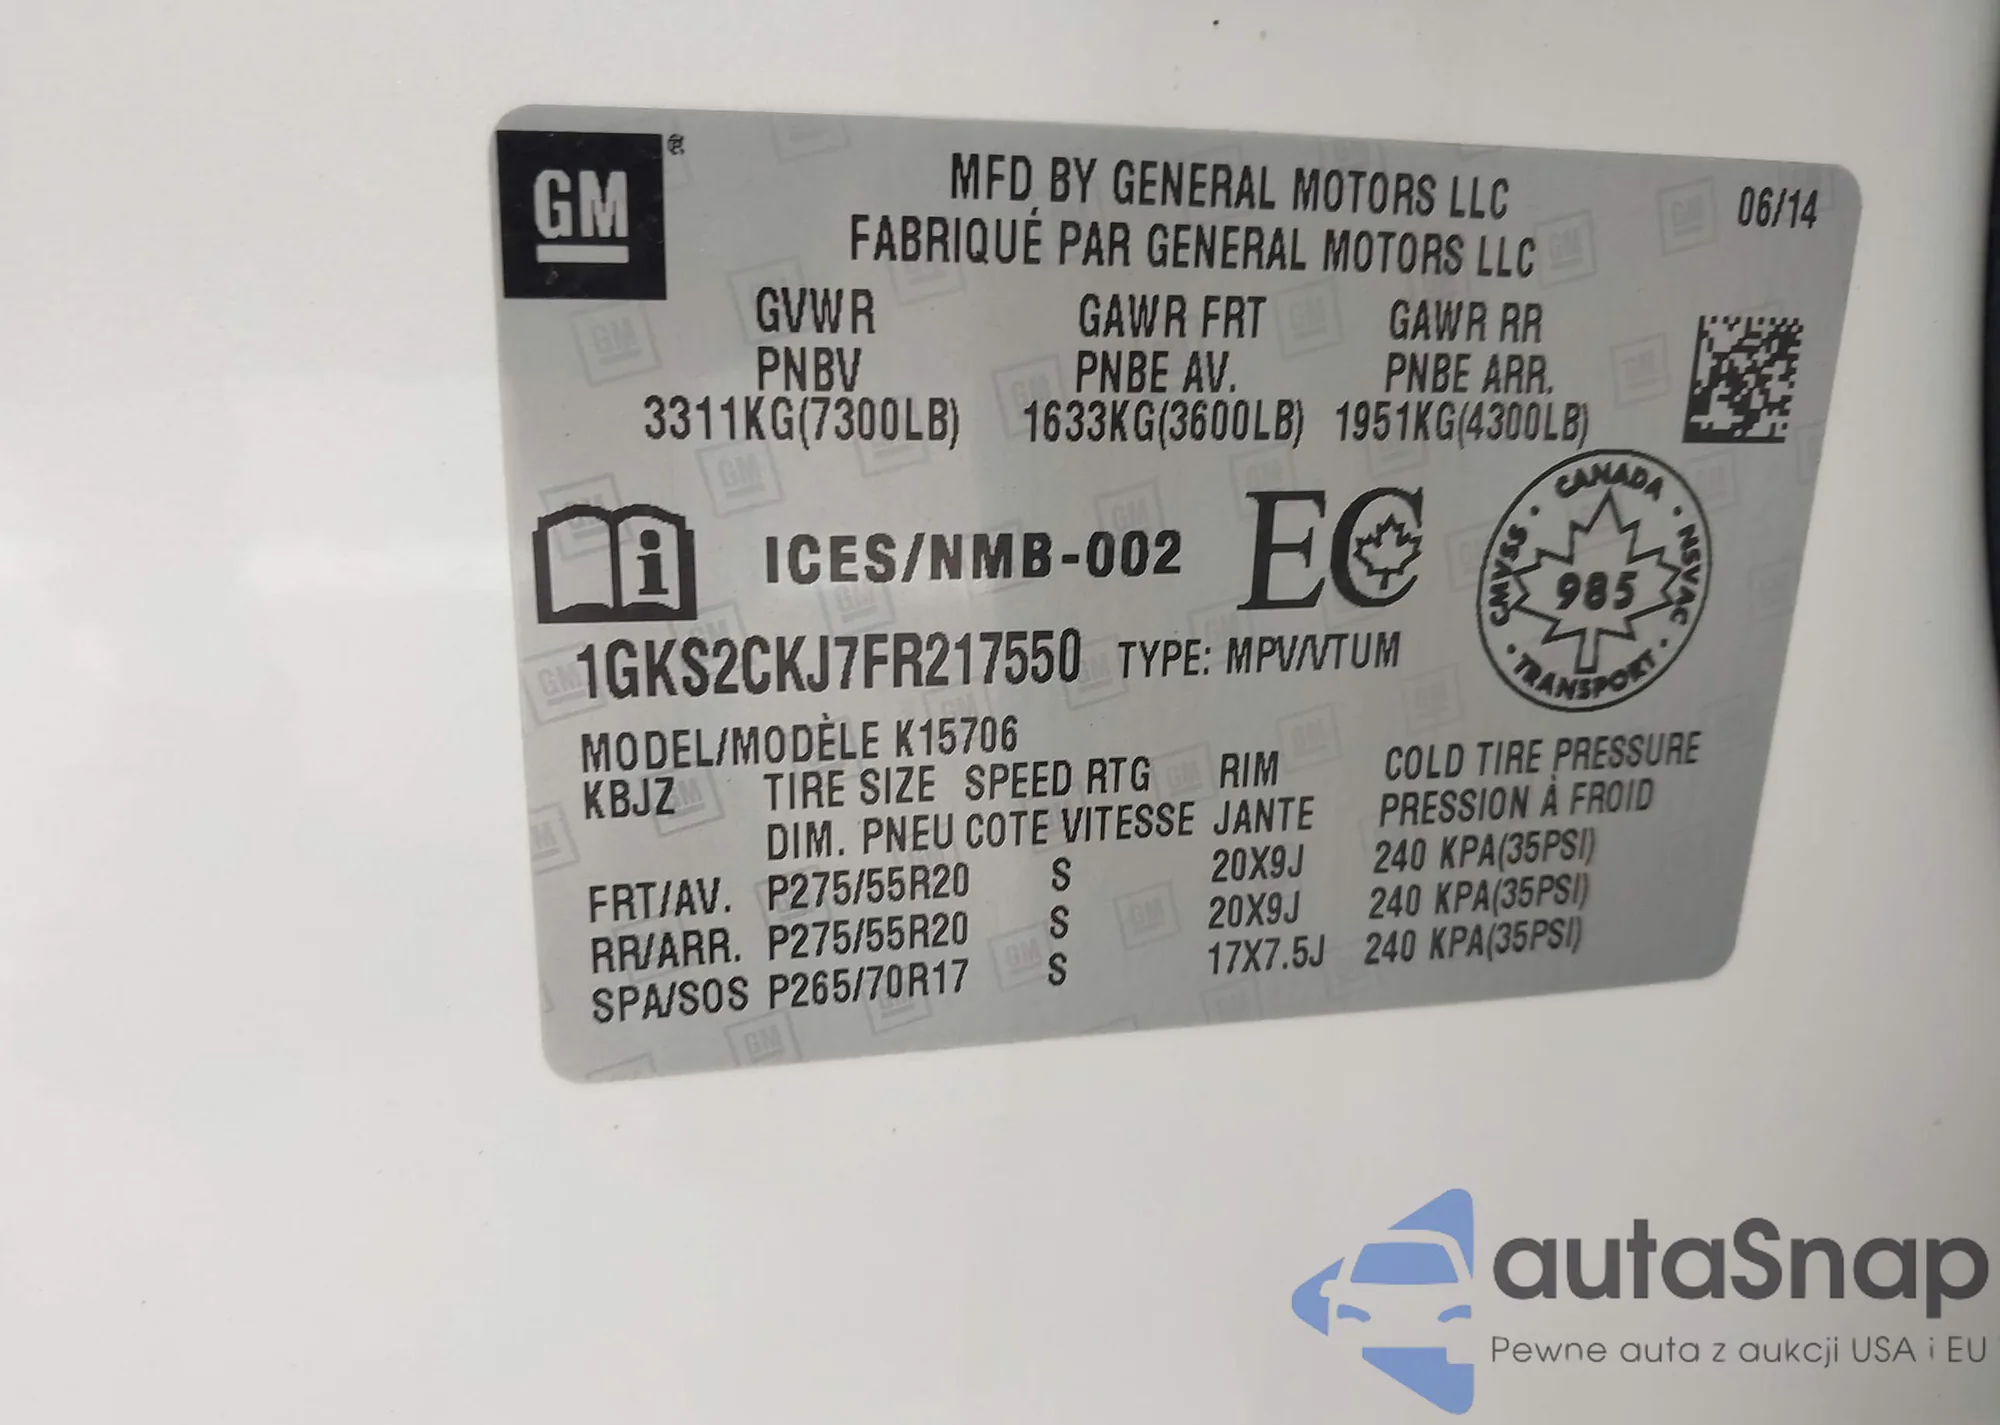 GM®
MFD BY GENERAL MOTORS LLC
06/14
FABRIQUÉ PAR GENERAL MOTORS LLC
GVWR GAWR FRT GAWR RR
PNBV PNBE AV. PNBE ARR.
3311KG(7300LB) 1633KG(3600LB) 1951KG(4300LB)
i ICES/NMB-002 EC
CANADA · NSVAC · TRANSPORT · CMVSS ·
985
1GKS2CKJ7FR217550 TYPE: MPV/VTUM
MODEL/MODÈLE K15706
KBJZ TIRE SIZE SPEED RTG RIM COLD TIRE PRESSURE
DIM. PNEU COTE VITESSE JANTE PRESSION À FROID
FRT/AV. P275/55R20 S 20X9J 240 KPA(35PSI)
RR/ARR. P275/55R20 S 20X9J 240 KPA(35PSI)
SPA/SOS P265/70R17 S 17X7.5J 240 KPA(35PSI)
autaSnap
Pewne auta z aukcji USA i EU